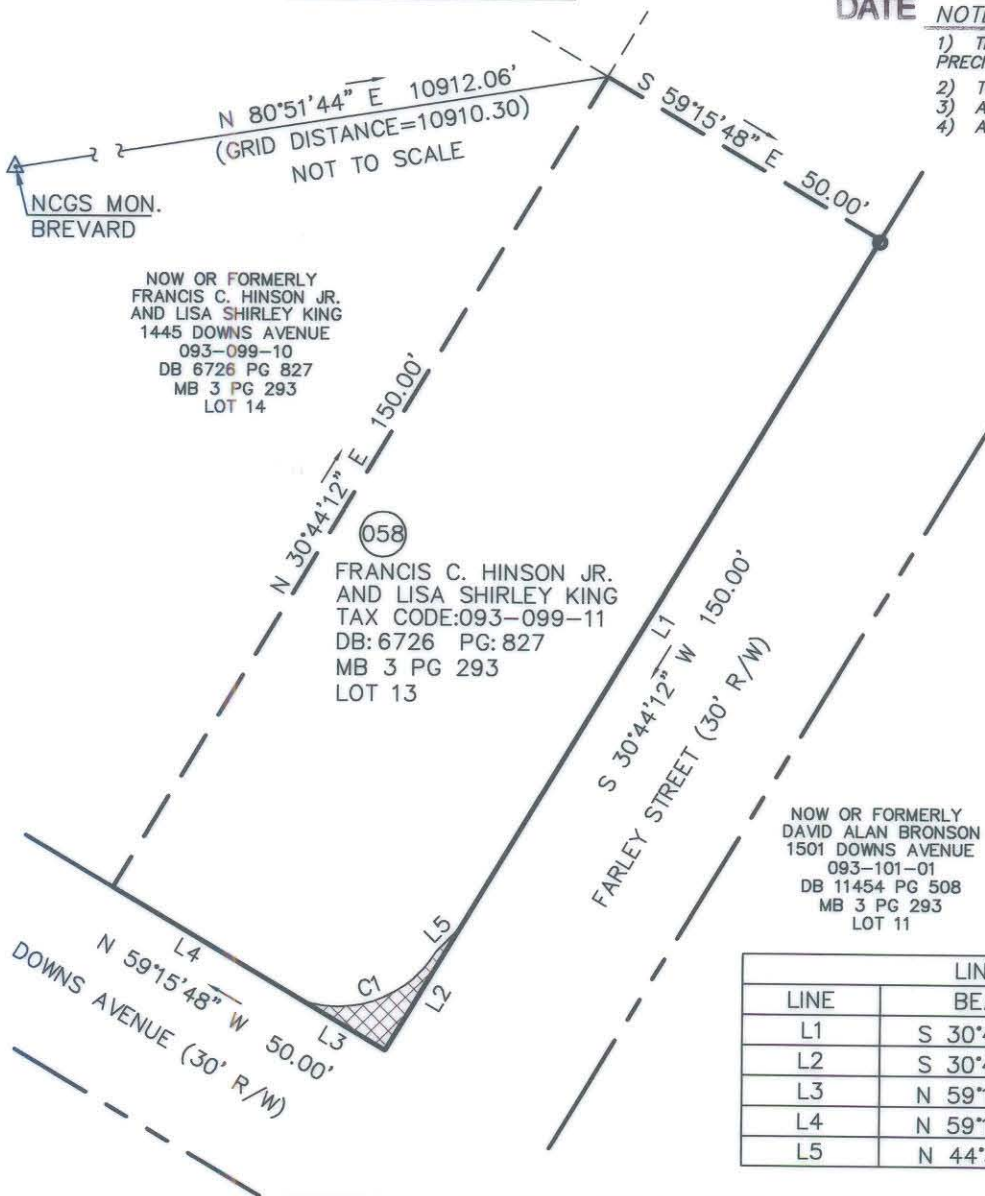 DATE
NOTE
1) T
PRECI
2) T
3) A
4) A
N 80°51'44" E 10912.06'
(GRID DISTANCE=10910.30)
NOT TO SCALE
S 59°15'48" E 50.00'
NCGS MON.
BREVARD
NOW OR FORMERLY
FRANCIS C. HINSON JR.
AND LISA SHIRLEY KING
1445 DOWNS AVENUE
093-099-10
DB 6726 PG 827
MB 3 PG 293
LOT 14
N 30°44'12" E 150.00'
058
FRANCIS C. HINSON JR.
AND LISA SHIRLEY KING
TAX CODE:093-099-11
DB: 6726 PG: 827
MB 3 PG 293
LOT 13
L1
S 30°44'12" W 150.00'
FARLEY STREET (30' R/W)
NOW OR FORMERLY
DAVID ALAN BRONSON
1501 DOWNS AVENUE
093-101-01
DB 11454 PG 508
MB 3 PG 293
LOT 11
L5
C1
L2
L3
L4
N 59°15'48" W 50.00'
DOWNS AVENUE (30' R/W)
LIN
LINE BE
L1 S 30°4
L2 S 30°4
L3 N 59°1
L4 N 59°1
L5 N 44°